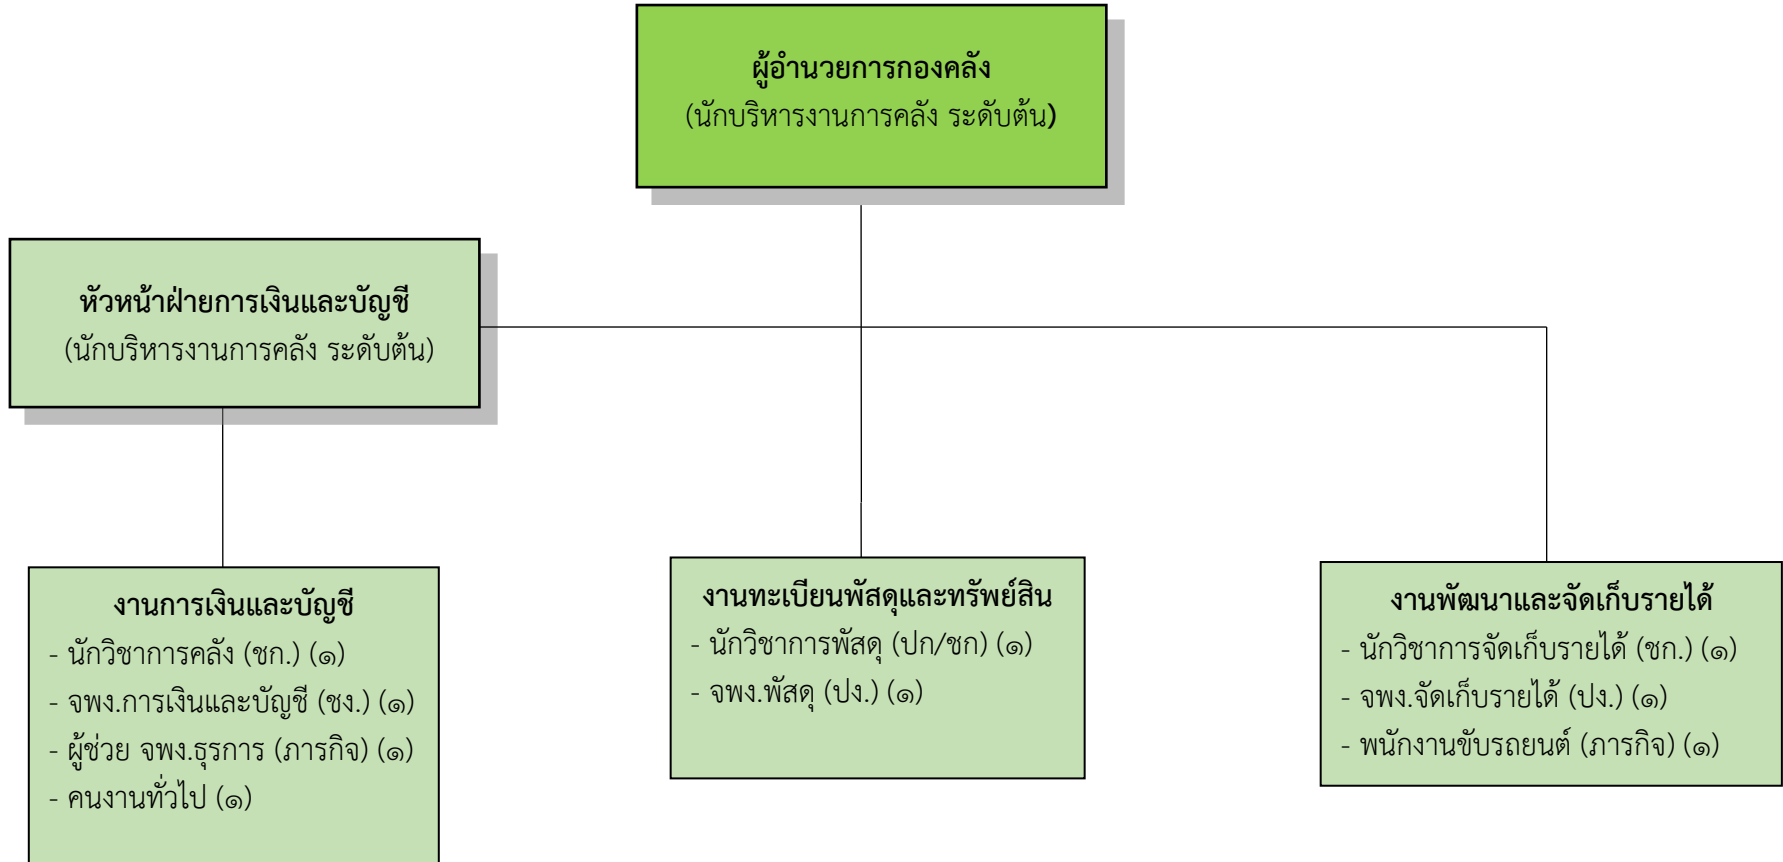 ผู้อำนวยการกองคลัง
(นักบริหารงานการคลัง ระดับต้น)
หัวหน้าฝ่ายการเงินและบัญชี
(นักบริหารงานการคลัง ระดับต้น)
งานการเงินและบัญชี
- นักวิชาการคลัง (ชก.) (๑)
- จพง.การเงินและบัญชี (ชง.) (๑)
- ผู้ช่วย จพง.ธุรการ (ภารกิจ) (๑)
- คนงานทั่วไป (๑)
งานทะเบียนพัสดุและทรัพย์สิน
- นักวิชาการพัสดุ (ปก/ชก) (๑)
- จพง.พัสดุ (ปง.) (๑)
งานพัฒนาและจัดเก็บรายได้
- นักวิชาการจัดเก็บรายได้ (ชก.) (๑)
- จพง.จัดเก็บรายได้ (ปง.) (๑)
- พนักงานขับรถยนต์ (ภารกิจ) (๑)